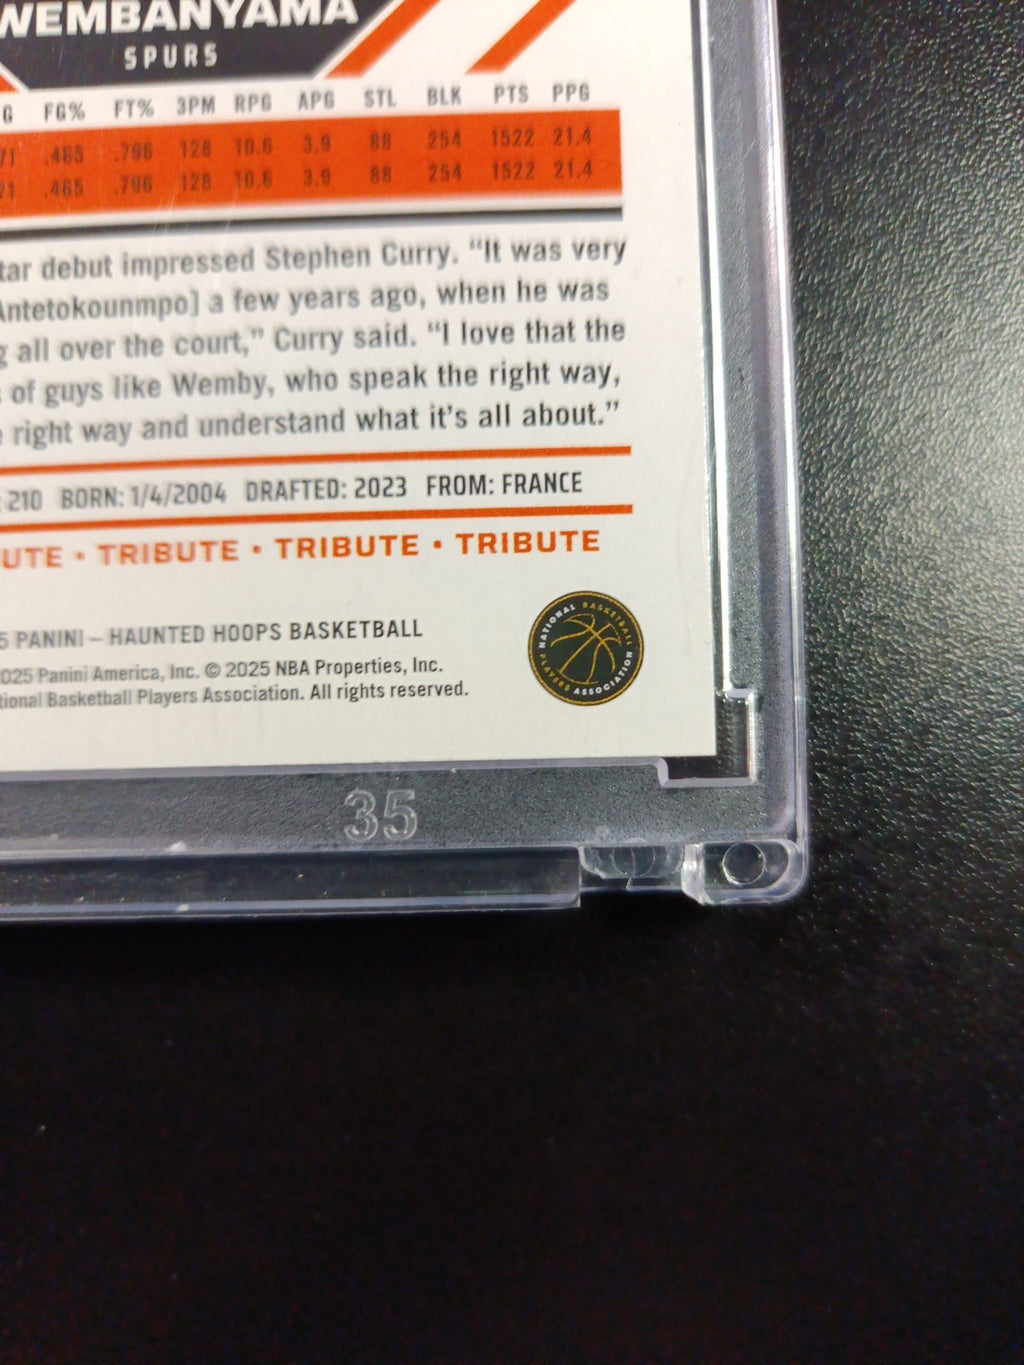 WEMBANYAMA
SPURS
G FG% FT% 3PM RPG APG STL BLK PTS PPG
71 .465 .796 128 10.6 3.9 88 254 1522 21.4
71 .465 .796 128 10.6 3.9 88 254 1522 21.4
tar debut impressed Stephen Curry. “It was very
Antetokounmpo] a few years ago, when he was
g all over the court,” Curry said. “I love that the
s of guys like Wemby, who speak the right way,
e right way and understand what it’s all about.”
: 210 BORN: 1/4/2004 DRAFTED: 2023 FROM: FRANCE
UTE • TRIBUTE • TRIBUTE • TRIBUTE
5 PANINI – HAUNTED HOOPS BASKETBALL
025 Panini America, Inc. © 2025 NBA Properties, Inc.
tional Basketball Players Association. All rights reserved.
NATIONAL BASKETBALL PLAYERS ASSOCIATION
35